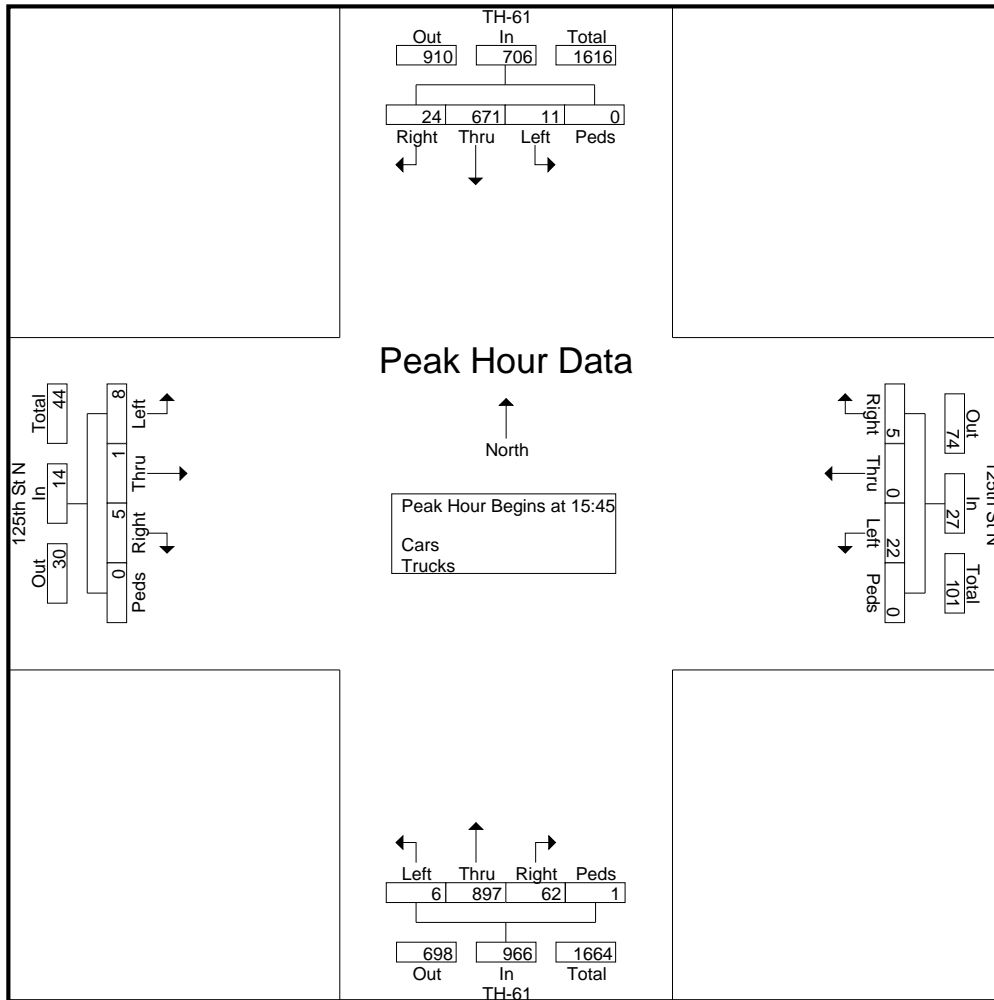 TH-61
Out In Total
910 706 1616
24 671 11 0
Right Thru Left Peds
Peak Hour Data
North
Peak Hour Begins at 15:45
Cars
Trucks
125th St N
Total In Out
44 14 30
8 1 5 0
Left Thru Right Peds
Right Thru Left Peds
5 0 22 0
Out In Total
74 27 101
125th St N
Left Thru Right Peds
6 897 62 1
698 966 1664
Out In Total
TH-61